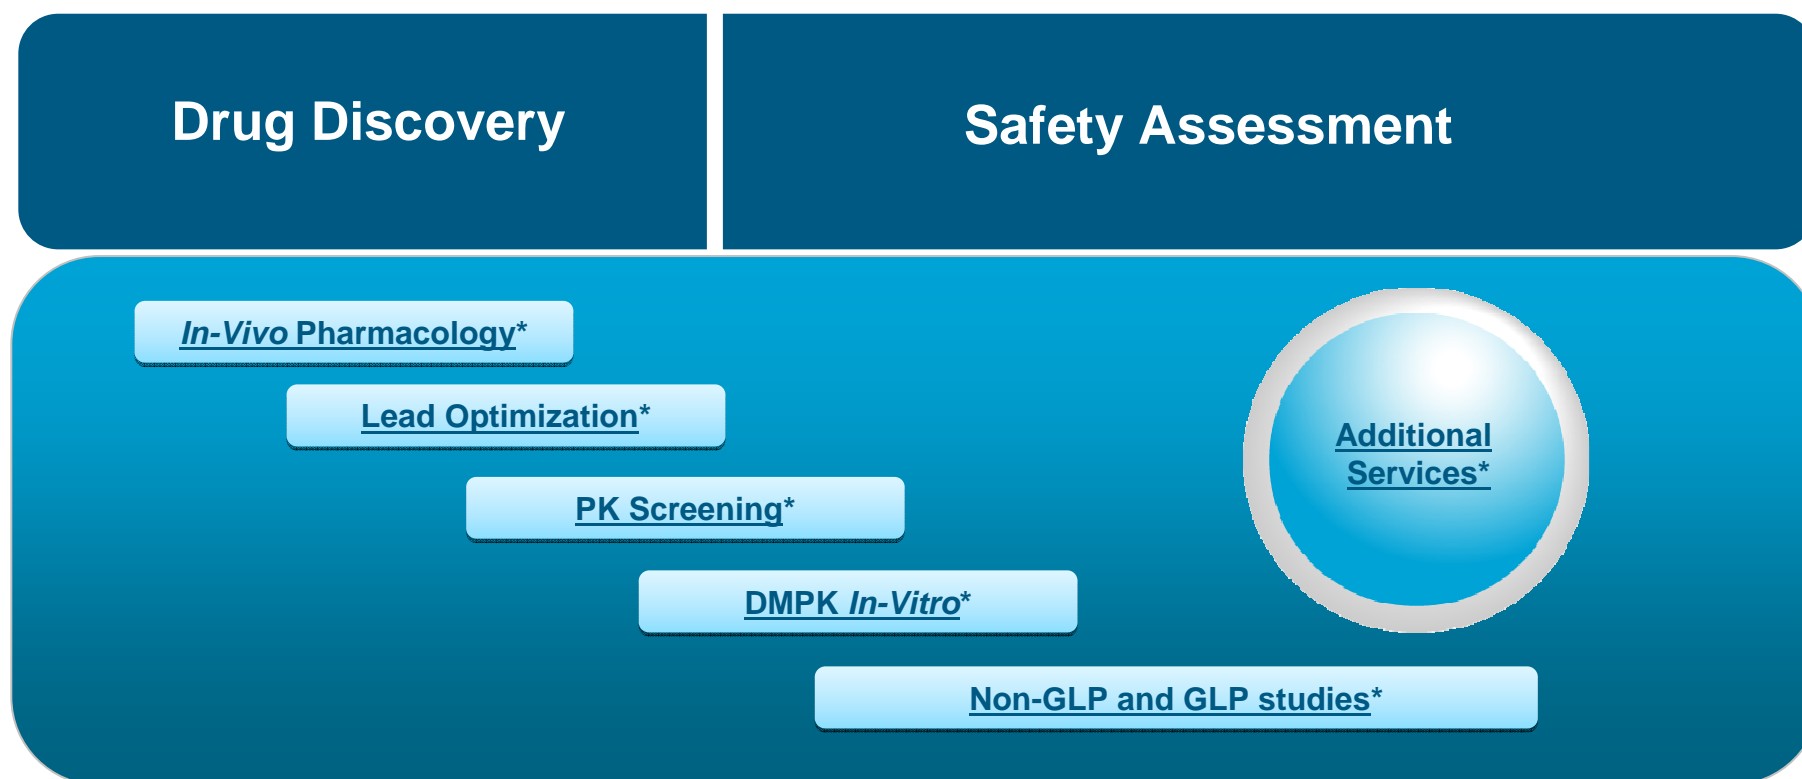 Drug Discovery
Safety Assessment
In-Vivo Pharmacology*
Lead Optimization*
PK Screening*
DMPK In-Vitro*
Non-GLP and GLP studies*
Additional
Services*